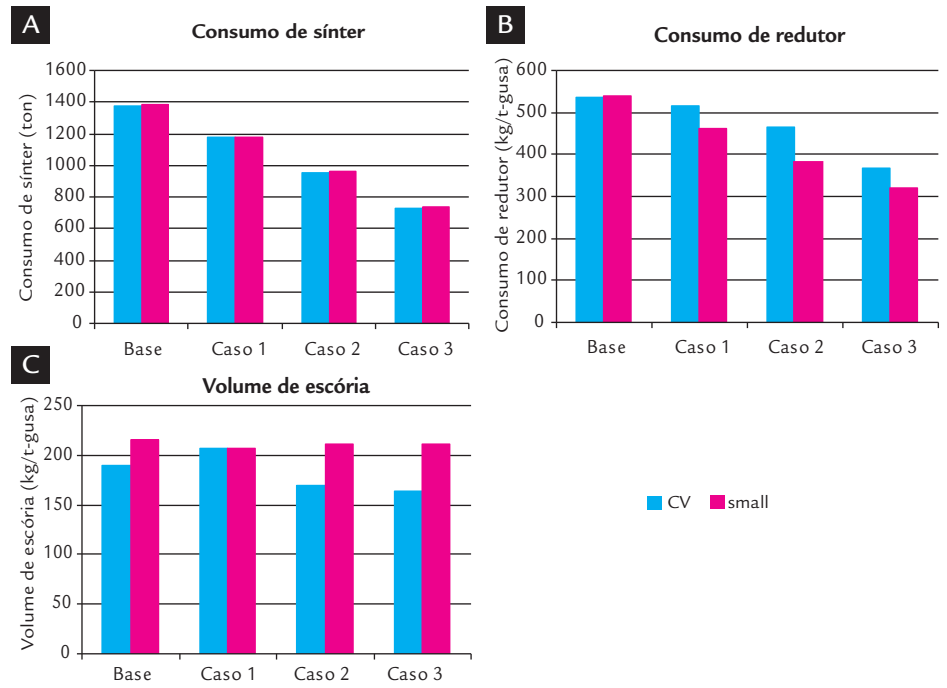 A
Consumo de sínter
Consumo de sínter (ton)
1600
1400
1200
1000
800
600
400
200
0
Base Caso 1 Caso 2 Caso 3
B
Consumo de redutor
Consumo de redutor (kg/t-gusa)
600
500
400
300
200
100
0
Base Caso 1 Caso 2 Caso 3
C
Volume de escória
Volume de escória (kg/t-gusa)
250
200
150
100
50
0
Base Caso 1 Caso 2 Caso 3
CV small